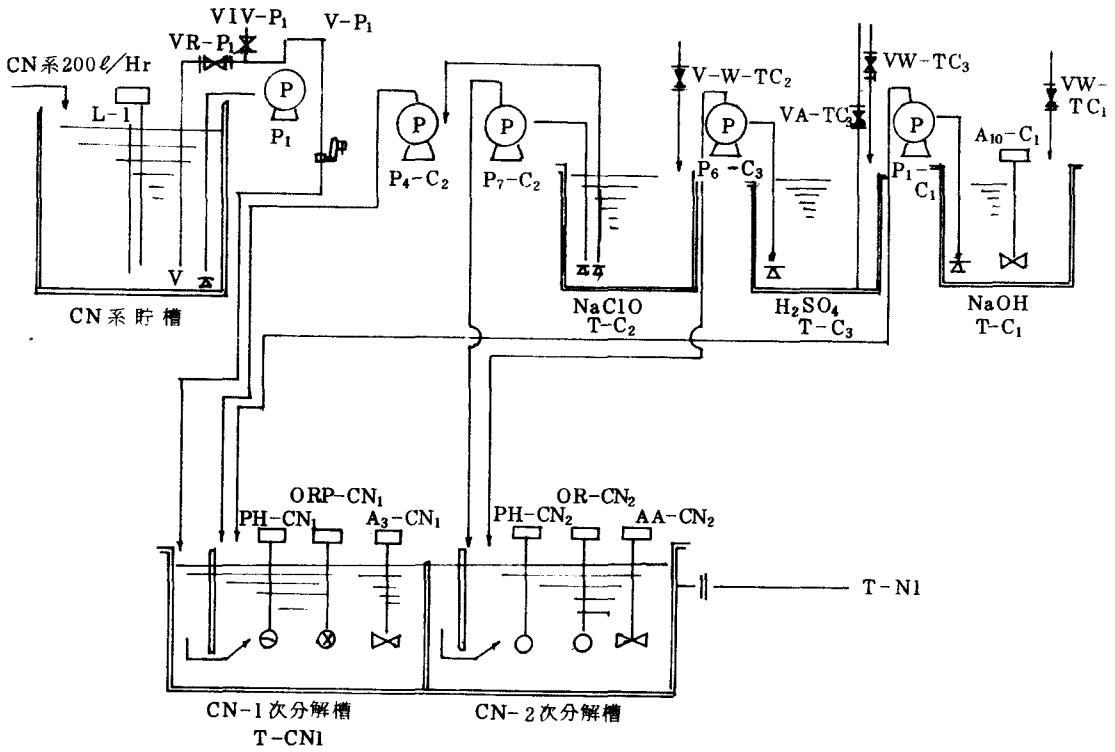 VIV-P₁
V-P₁
VR-P₁
CN系200ℓ/Hr
L-1
P
P₁
V
CN系貯槽
P
P₄-C₂
P
P₇-C₂
V-W-TC₂
NaClO
T-C₂
P
P₆-C₃
VW-TC₃
VA-TC₃
H₂SO₄
T-C₃
P
P₁-C₁
VW-
TC₁
A₁₀-C₁
NaOH
T-C₁
ORP-CN₁
PH-CN₁
A₃-CN₁
OR-CN₂
PH-CN₂
AA-CN₂
T-N1
CN-1次分解槽
T-CN1
CN-2次分解槽